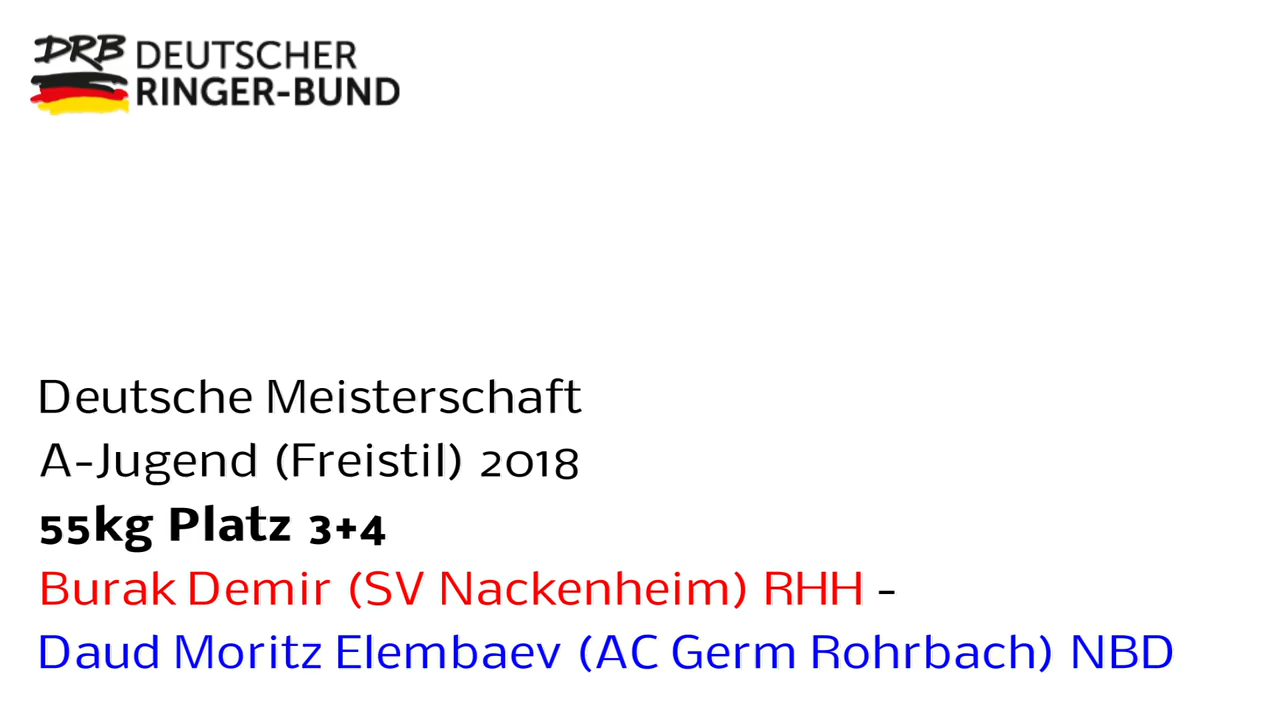 DRB DEUTSCHER
RINGER-BUND
Deutsche Meisterschaft
A-Jugend (Freistil) 2018
55kg Platz 3+4
Burak Demir (SV Nackenheim) RHH -
Daud Moritz Elembaev (AC Germ Rohrbach) NBD